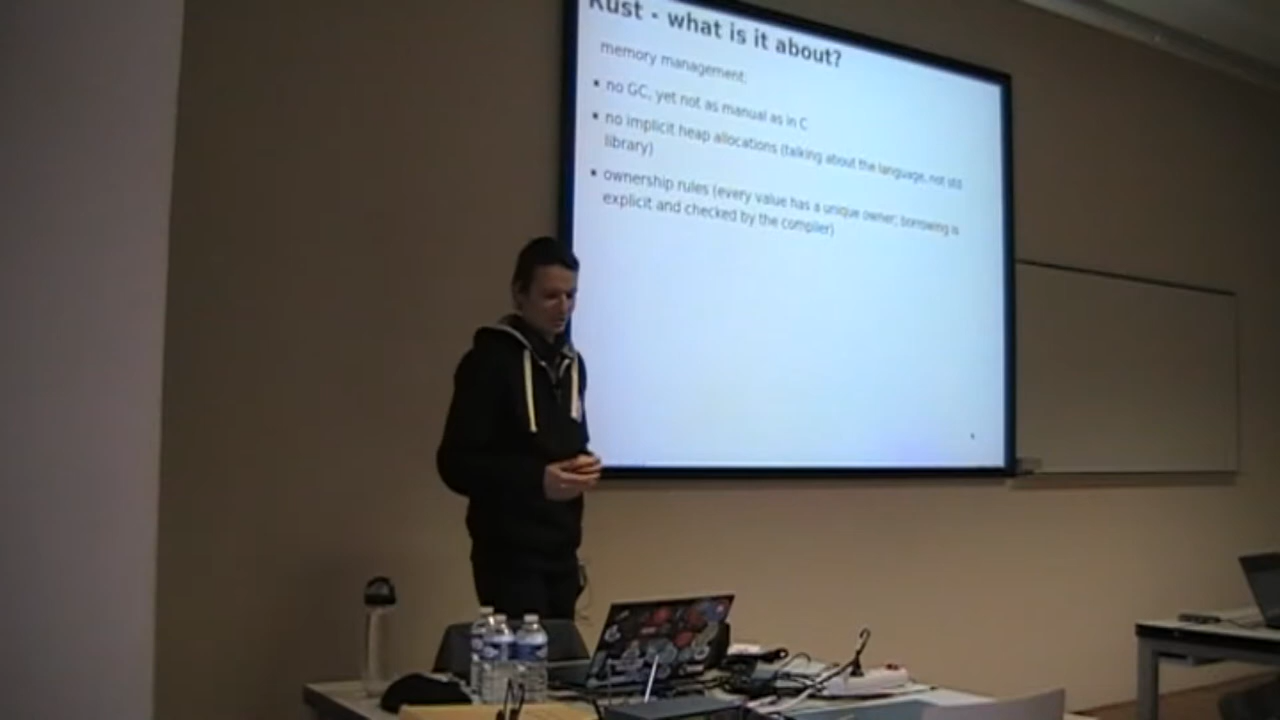 Rust - what is it about?
memory management:
▪ no GC, yet not as manual as in C
▪ no implicit heap allocations (talking about the language, not std
library)
▪ ownership rules (every value has a unique owner; borrowing is
explicit and checked by the compiler)